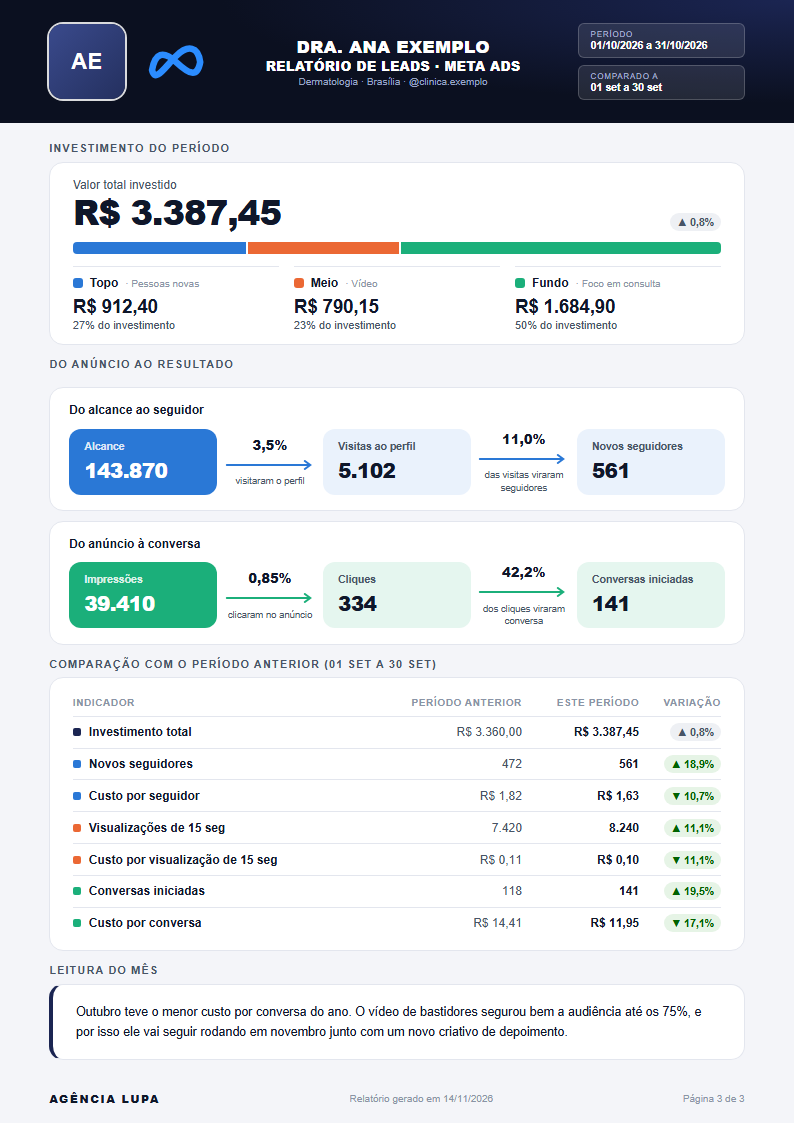 AE
DRA. ANA EXEMPLO
RELATÓRIO DE LEADS · META ADS
Dermatologia · Brasília · @clinica.exemplo
PERÍODO
01/10/2026 a 31/10/2026
COMPARADO A
01 set a 30 set
INVESTIMENTO DO PERÍODO
Valor total investido
R$ 3.387,45
▲ 0,8%
Topo · Pessoas novas
R$ 912,40
27% do investimento
Meio · Vídeo
R$ 790,15
23% do investimento
Fundo · Foco em consulta
R$ 1.684,90
50% do investimento
DO ANÚNCIO AO RESULTADO
Do alcance ao seguidor
Alcance
143.870
3,5%
visitaram o perfil
Visitas ao perfil
5.102
11,0%
das visitas viraram
seguidores
Novos seguidores
561
Do anúncio à conversa
Impressões
39.410
0,85%
clicaram no anúncio
Cliques
334
42,2%
dos cliques viraram
conversa
Conversas iniciadas
141
COMPARAÇÃO COM O PERÍODO ANTERIOR (01 SET A 30 SET)
INDICADOR PERÍODO ANTERIOR ESTE PERÍODO VARIAÇÃO
Investimento total R$ 3.360,00 R$ 3.387,45 ▲ 0,8%
Novos seguidores 472 561 ▲ 18,9%
Custo por seguidor R$ 1,82 R$ 1,63 ▼ 10,7%
Visualizações de 15 seg 7.420 8.240 ▲ 11,1%
Custo por visualização de 15 seg R$ 0,11 R$ 0,10 ▼ 11,1%
Conversas iniciadas 118 141 ▲ 19,5%
Custo por conversa R$ 14,41 R$ 11,95 ▼ 17,1%
LEITURA DO MÊS
Outubro teve o menor custo por conversa do ano. O vídeo de bastidores segurou bem a audiência até os 75%, e
por isso ele vai seguir rodando em novembro junto com um novo criativo de depoimento.
AGÊNCIA LUPA Relatório gerado em 14/11/2026 Página 3 de 3